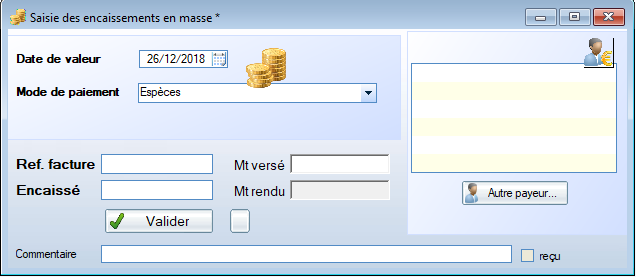 Saisie des encaissements en masse *
Date de valeur 26/12/2018
Mode de paiement Espèces
Ref. facture Mt versé
Encaissé Mt rendu
Valider
Autre payeur...
Commentaire reçu